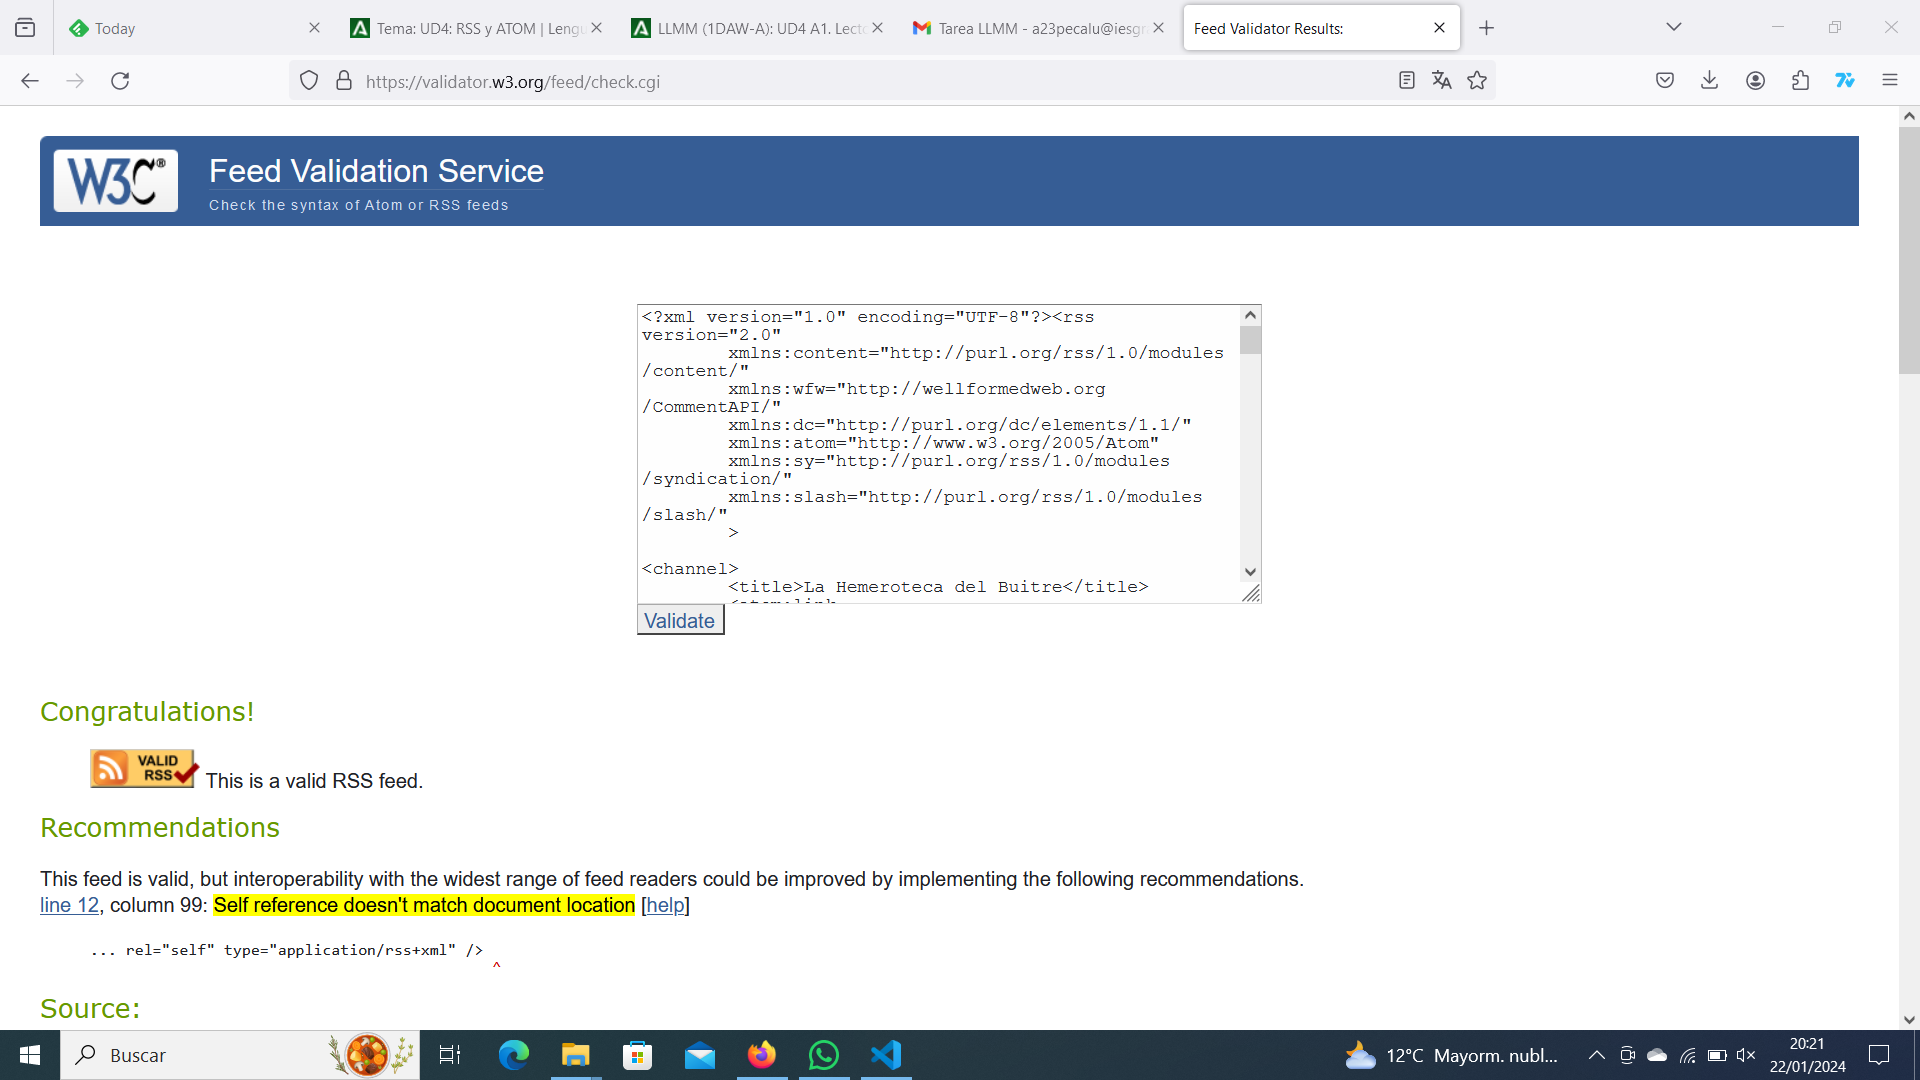 Today
Tema: UD4: RSS y ATOM | Lengu
LLMM (1DAW-A): UD4 A1. Lecto
Tarea LLMM - a23pecalu@iesgr
Feed Validator Results:
https://validator.w3.org/feed/check.cgi
W3C®
Feed Validation Service
Check the syntax of Atom or RSS feeds
<?xml version="1.0" encoding="UTF-8"?><rss
version="2.0"
xmlns:content="http://purl.org/rss/1.0/modules
/content/"
xmlns:wfw="http://wellformedweb.org
/CommentAPI/"
xmlns:dc="http://purl.org/dc/elements/1.1/"
xmlns:atom="http://www.w3.org/2005/Atom"
xmlns:sy="http://purl.org/rss/1.0/modules
/syndication/"
xmlns:slash="http://purl.org/rss/1.0/modules
/slash/"
>
<channel>
<title>La Hemeroteca del Buitre</title>
<atom:link
Validate
Congratulations!
VALID
RSS
This is a valid RSS feed.
Recommendations
This feed is valid, but interoperability with the widest range of feed readers could be improved by implementing the following recommendations.
line 12, column 99: Self reference doesn't match document location [help]
... rel="self" type="application/rss+xml" />
^
Source:
Buscar
12°C Mayorm. nubl...
20:21
22/01/2024